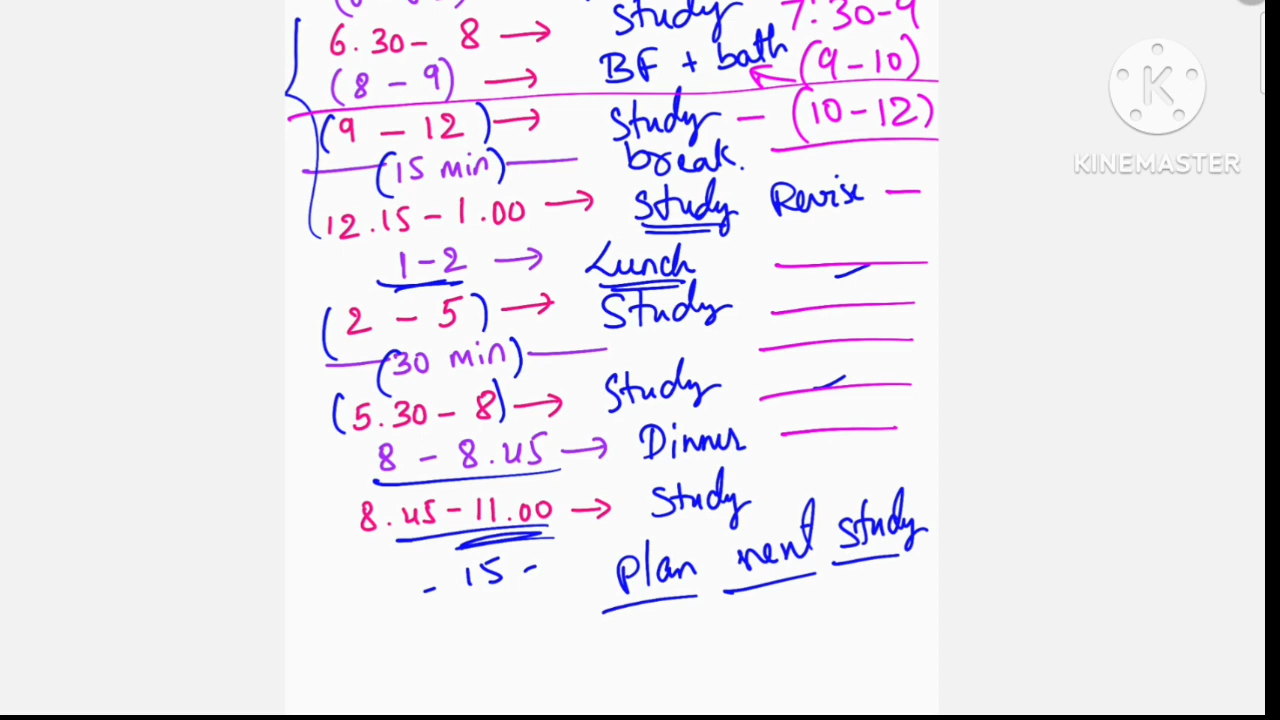 6.30 - 8 → Study 7:30-9
(8 - 9) → BF + bath ← (9 - 10)
(9 - 12) → Study - (10 - 12)
(15 min) break.
12.15 - 1.00 → Study Revise -
1 - 2 → Lunch
(2 - 5) → Study
(30 min)
(5.30 - 8) → Study
8 - 8.45 → Dinner
8.45 - 11.00 → Study
- 15 - plan next study
K
KINEMASTER